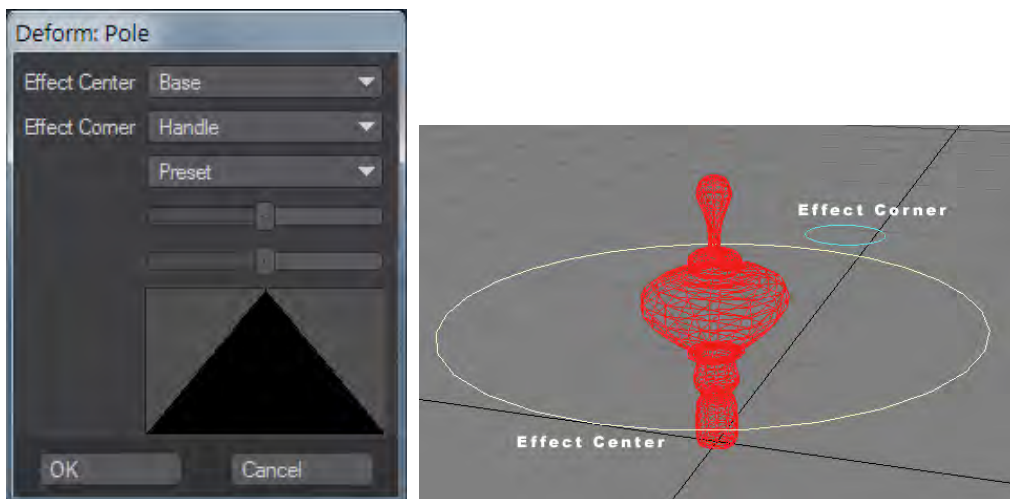 Deform: Pole
Effect Center Base
Effect Corner Handle
Preset
OK Cancel
Effect Corner
Effect Center